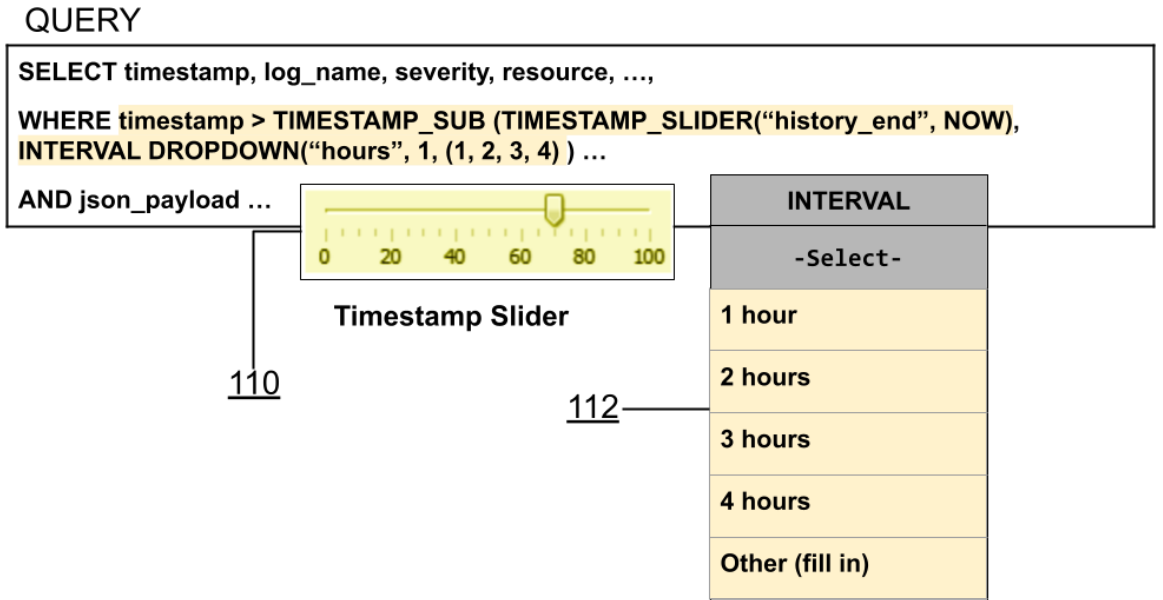 QUERY
SELECT timestamp, log_name, severity, resource, …,
WHERE timestamp > TIMESTAMP_SUB (TIMESTAMP_SLIDER(“history_end”, NOW),
INTERVAL DROPDOWN(“hours”, 1, (1, 2, 3, 4) ) …
AND json_payload …
0 20 40 60 80 100
Timestamp Slider
110
INTERVAL
-Select-
1 hour
2 hours
112
3 hours
4 hours
Other (fill in)